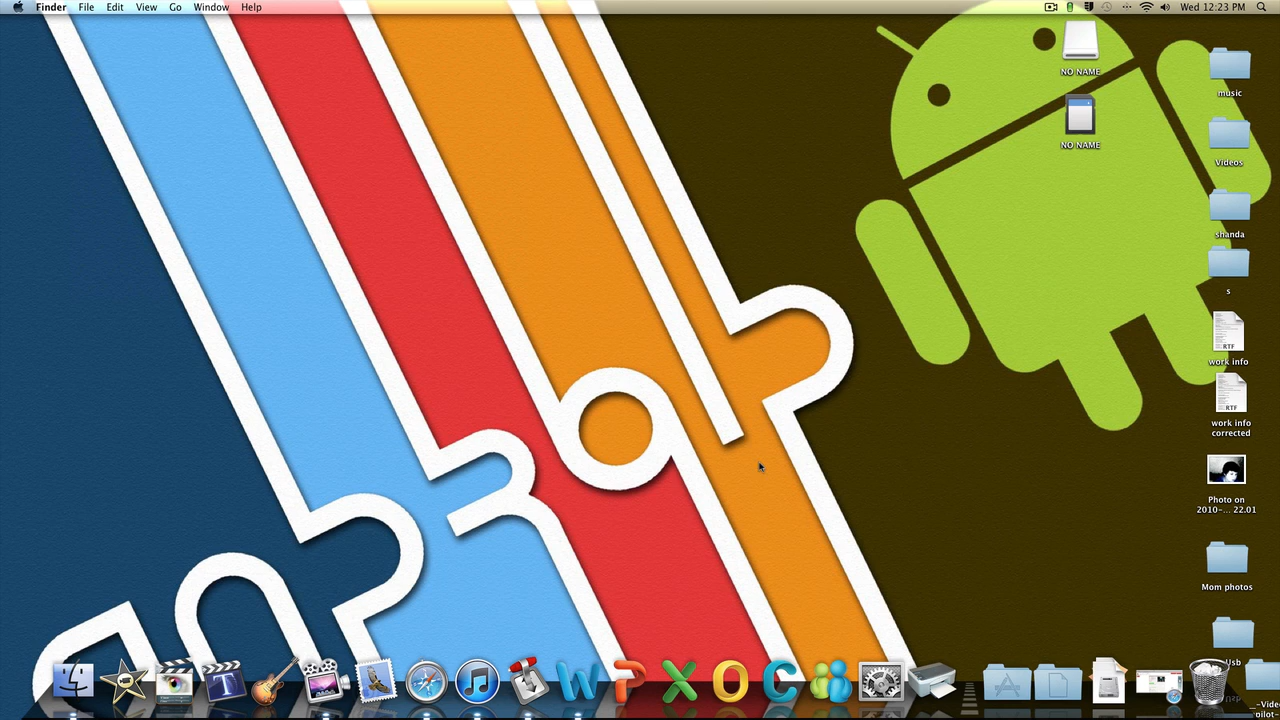 Finder File Edit View Go Window Help Wed 12:23 PM
NO NAME
NO NAME
music
Videos
shanda
s
RTF
work info
RTF
work info
corrected
Photo on
2010-... 22.01
Mom photos
android
T
W P X O C